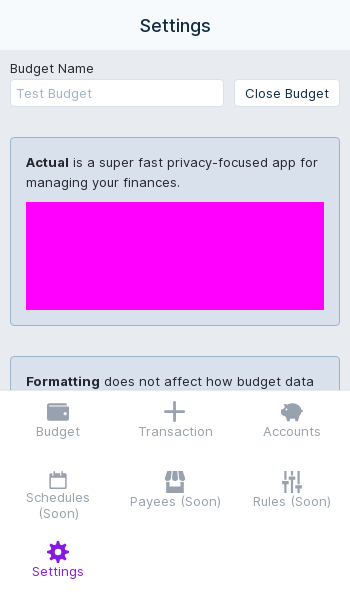 Settings
Budget Name
Test Budget
Close Budget
Actual is a super fast privacy-focused app for
managing your finances.
Formatting does not affect how budget data
Budget
Transaction
Accounts
Schedules
(Soon)
Payees (Soon)
Rules (Soon)
Settings